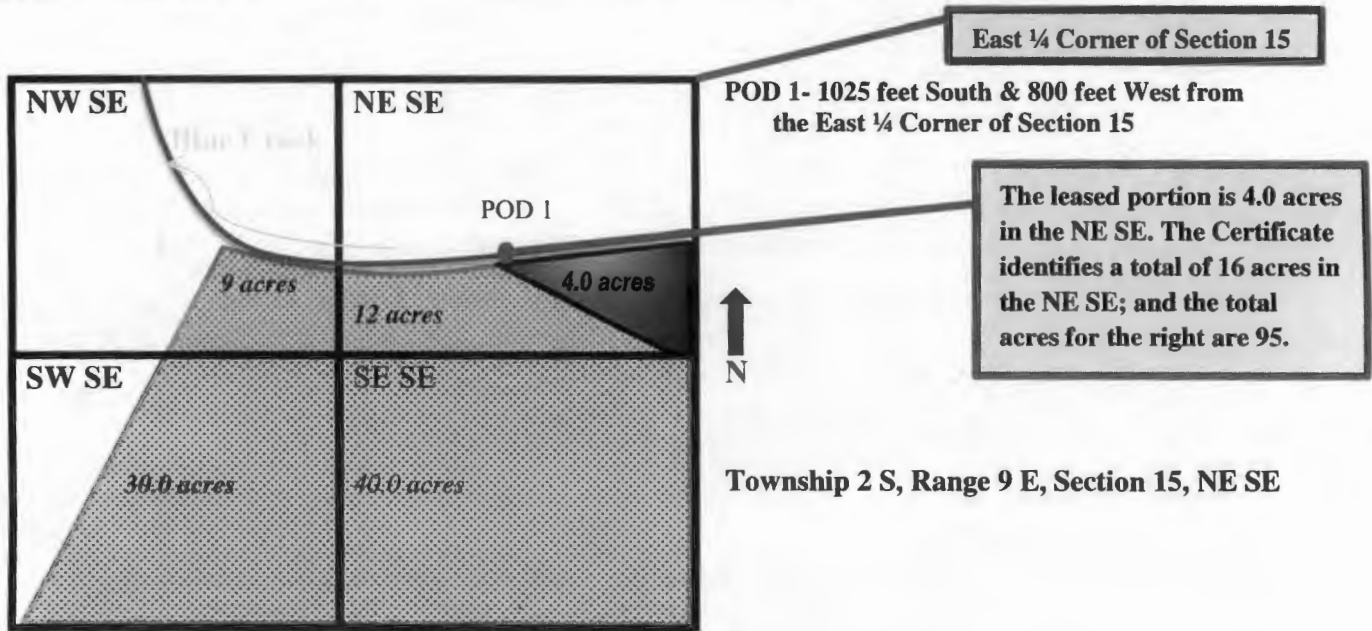 East ¼ Corner of Section 15
NW SE
NE SE
POD 1- 1025 feet South & 800 feet West from
the East ¼ Corner of Section 15
Blue Creek
POD 1
The leased portion is 4.0 acres
in the NE SE. The Certificate
identifies a total of 16 acres in
the NE SE; and the total
acres for the right are 95.
9 acres
4.0 acres
12 acres
N
SW SE
SE SE
30.0 acres
40.0 acres
Township 2 S, Range 9 E, Section 15, NE SE